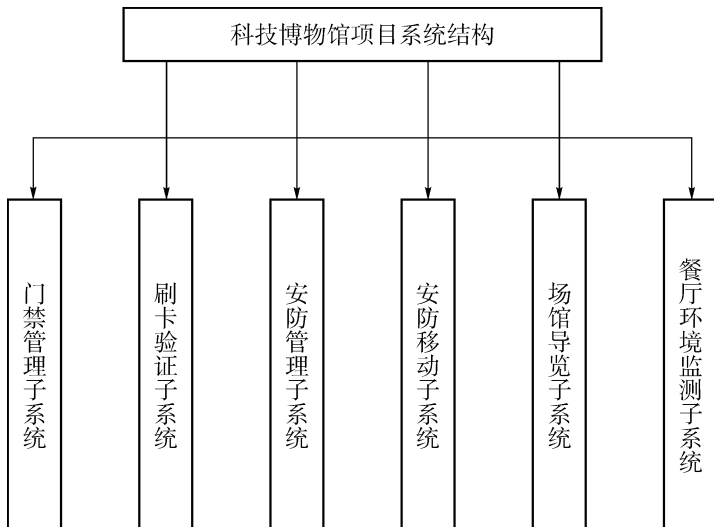 科技博物馆项目系统结构
门禁管理子系统
刷卡验证子系统
安防管理子系统
安防移动子系统
场馆导览子系统
餐厅环境监测子系统